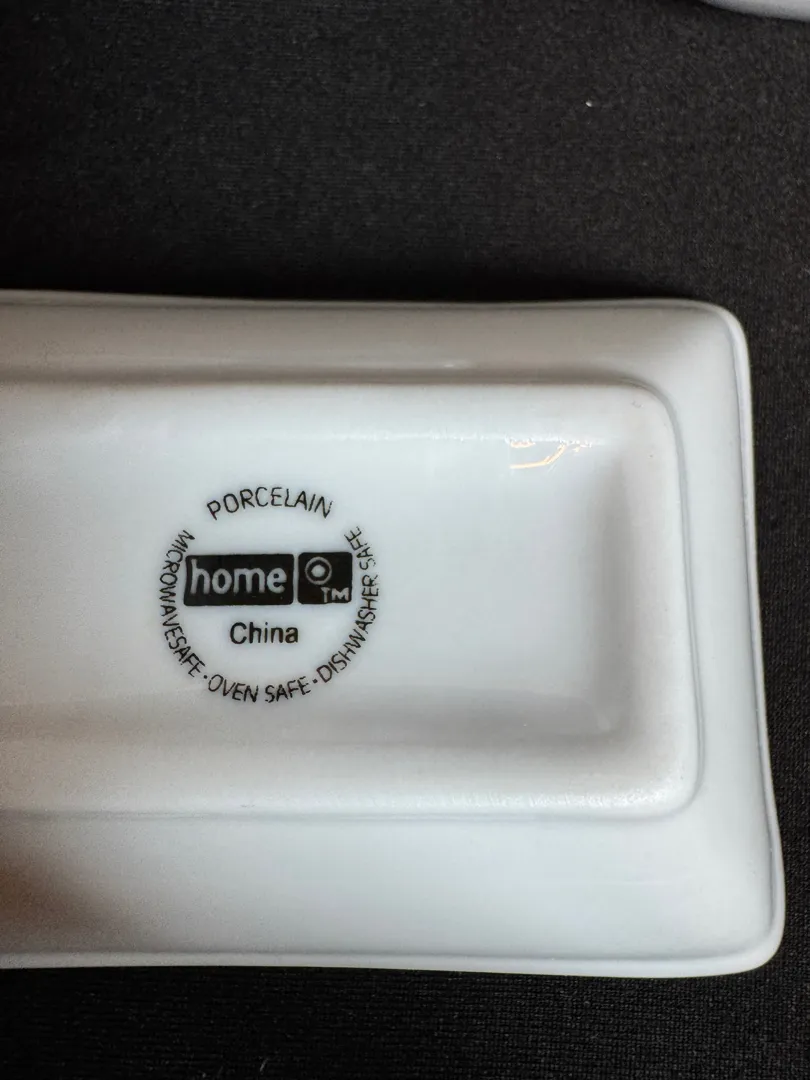 PORCELAIN
home TM
China
MICROWAVESAFE · OVEN SAFE · DISHWASHER SAFE